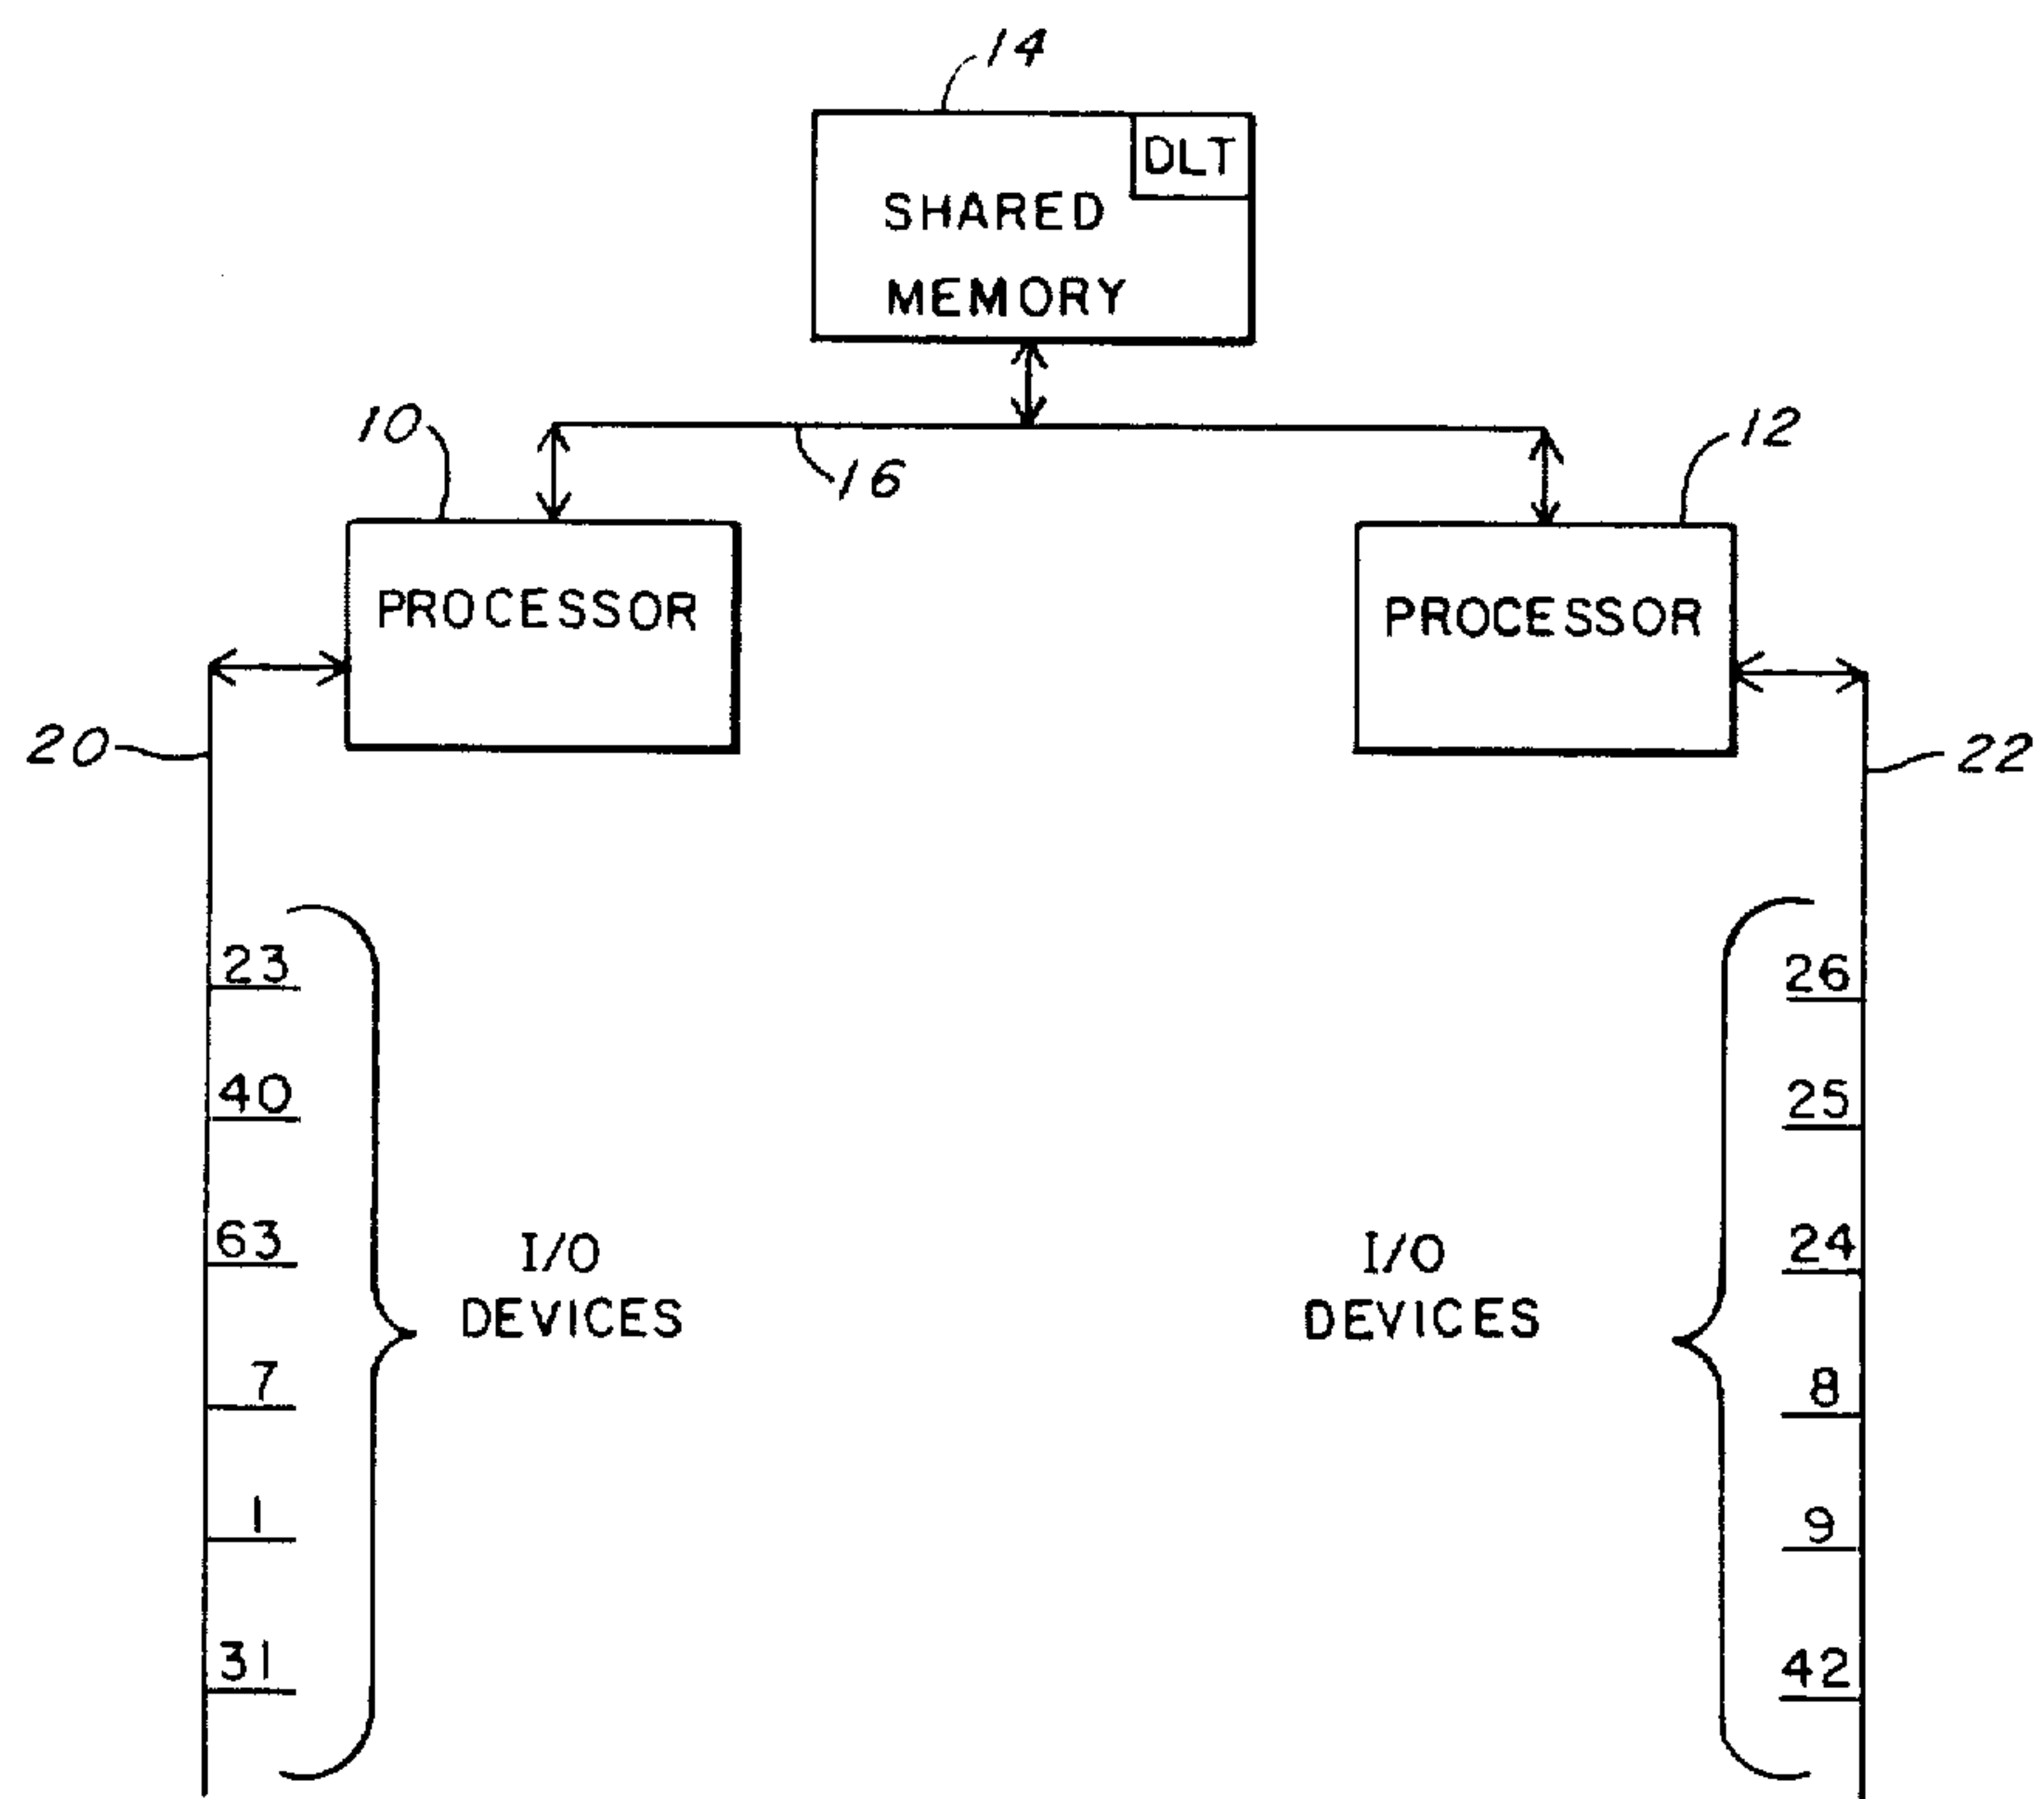 14
DLT
SHARED
MEMORY
10
16
12
PROCESSOR
PROCESSOR
20
22
23
40
63
7
1
31
I/O
DEVICES
I/O
DEVICES
26
25
24
8
9
42